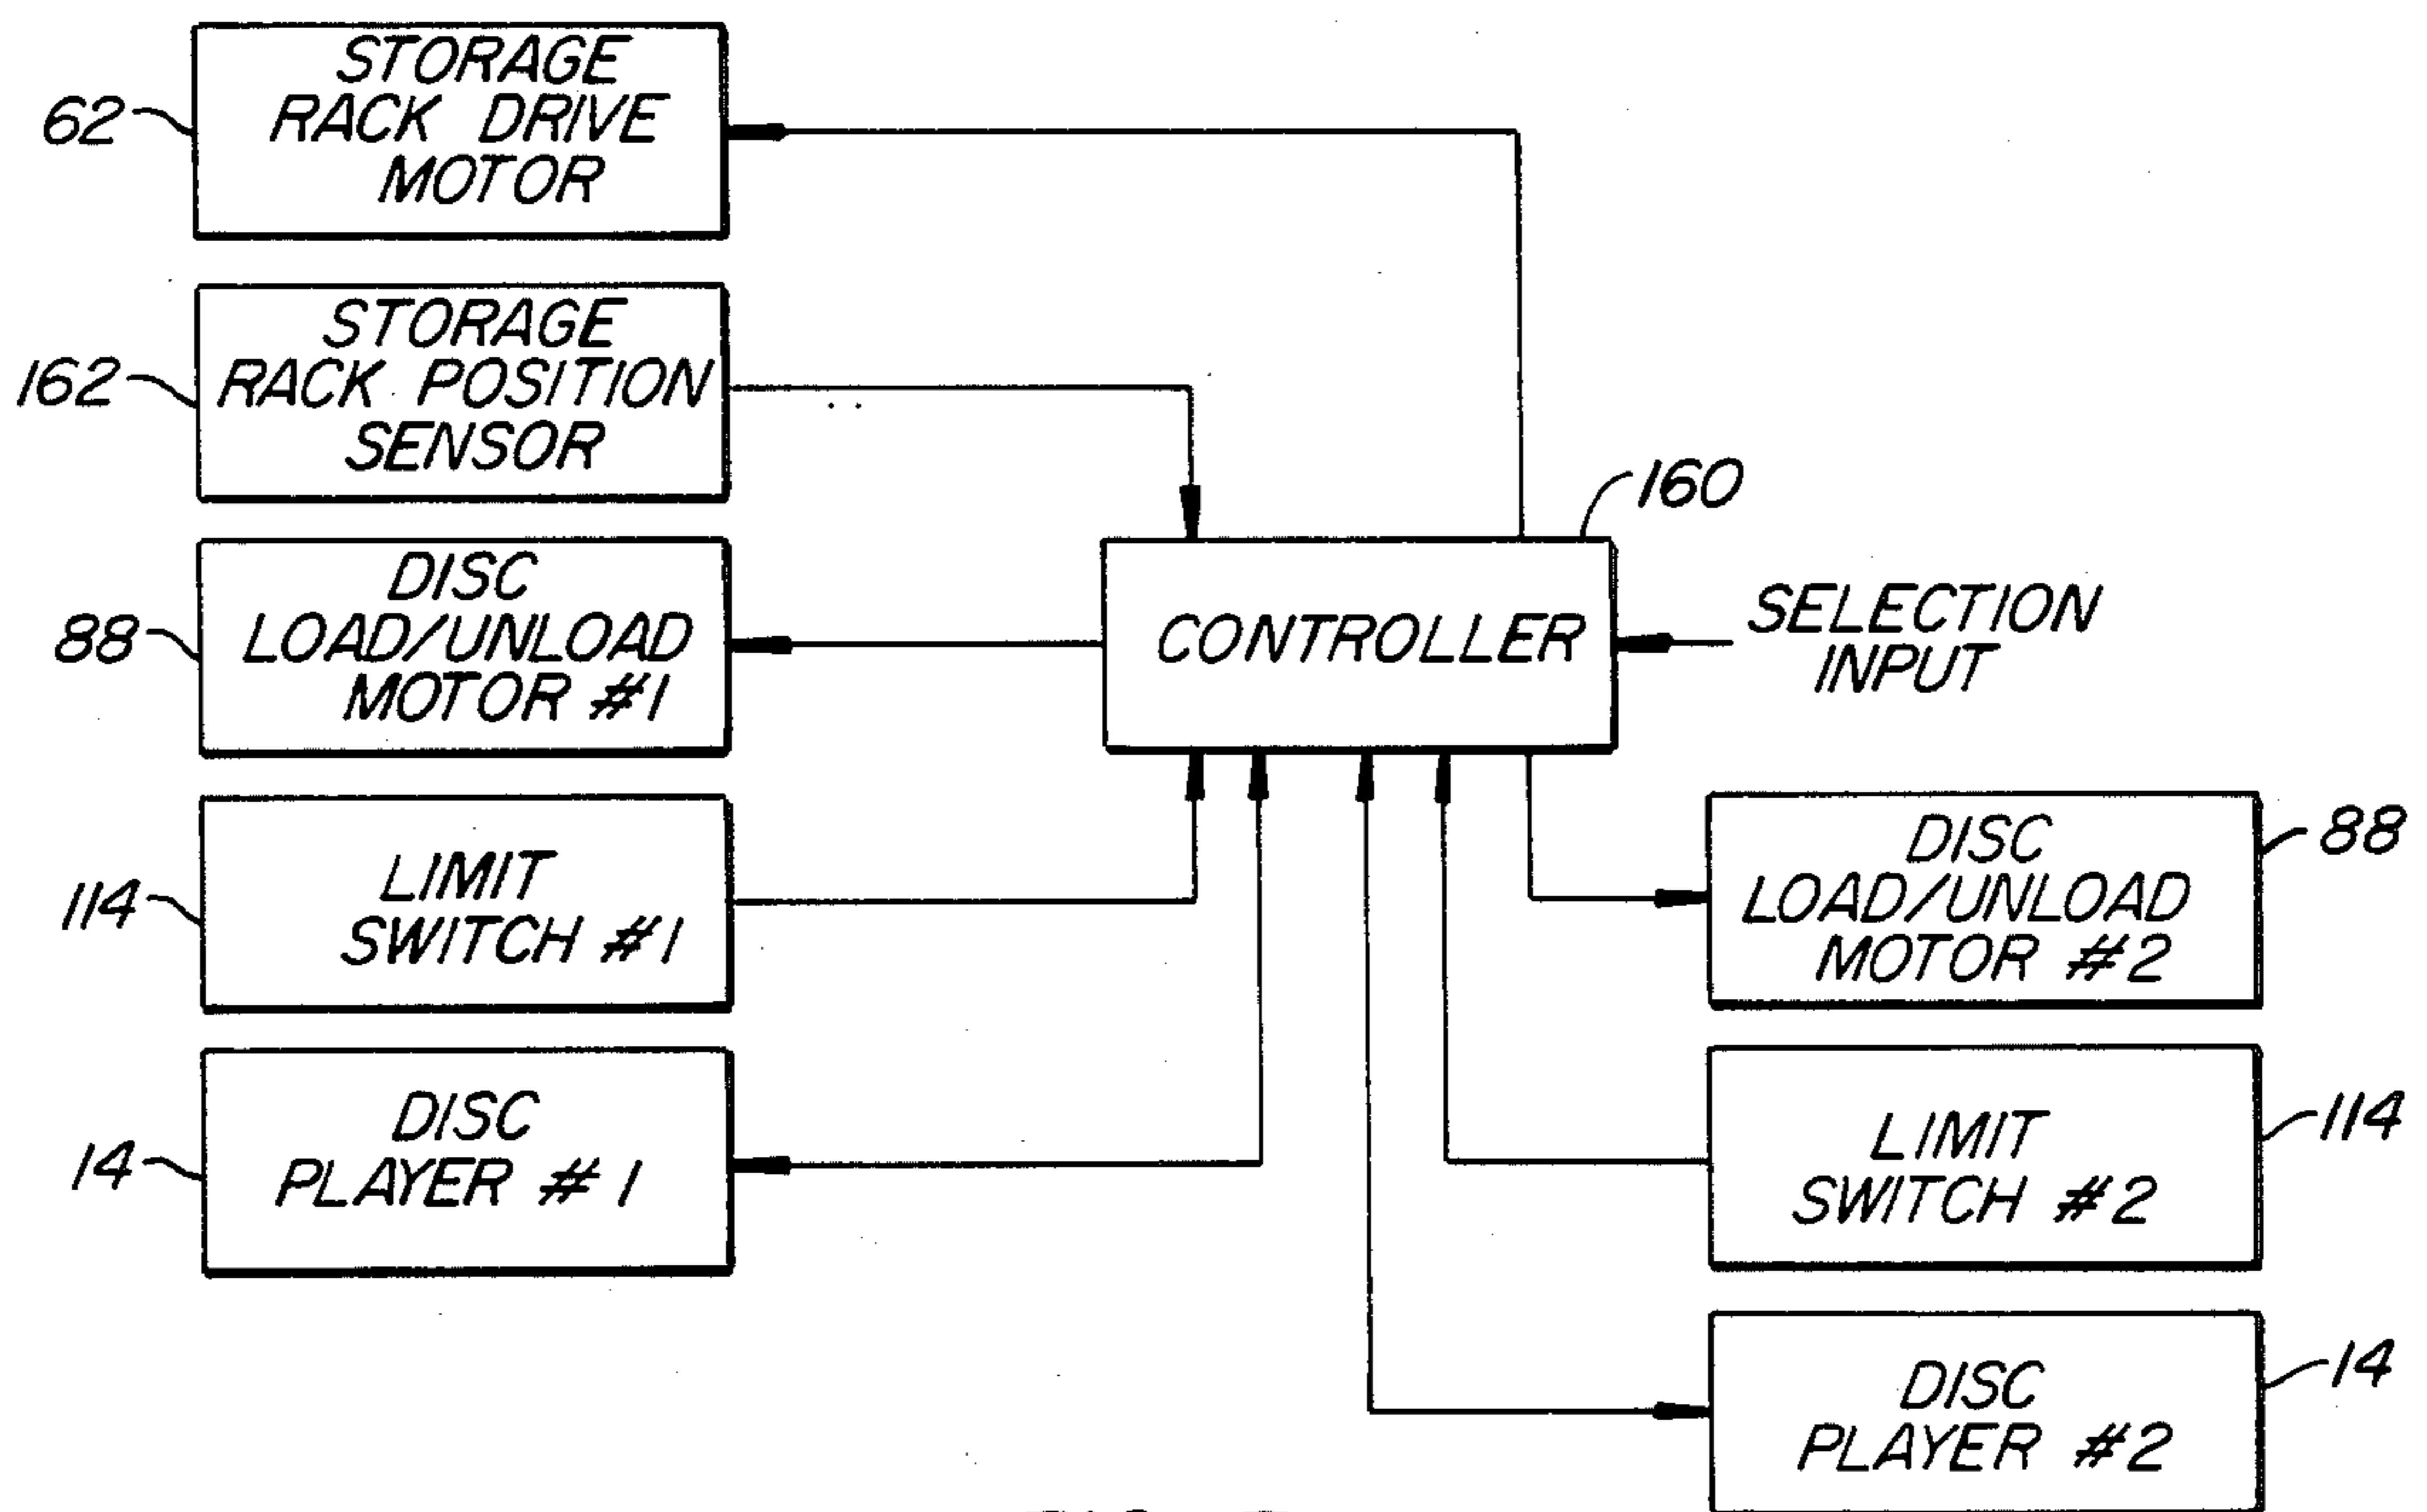 STORAGE
RACK DRIVE
MOTOR
62
STORAGE
RACK POSITION
SENSOR
162
DISC
LOAD/UNLOAD
MOTOR #1
88
LIMIT
SWITCH #1
114
DISC
PLAYER #1
14
160
CONTROLLER
SELECTION
INPUT
DISC
LOAD/UNLOAD
MOTOR #2
88
LIMIT
SWITCH #2
114
DISC
PLAYER #2
14